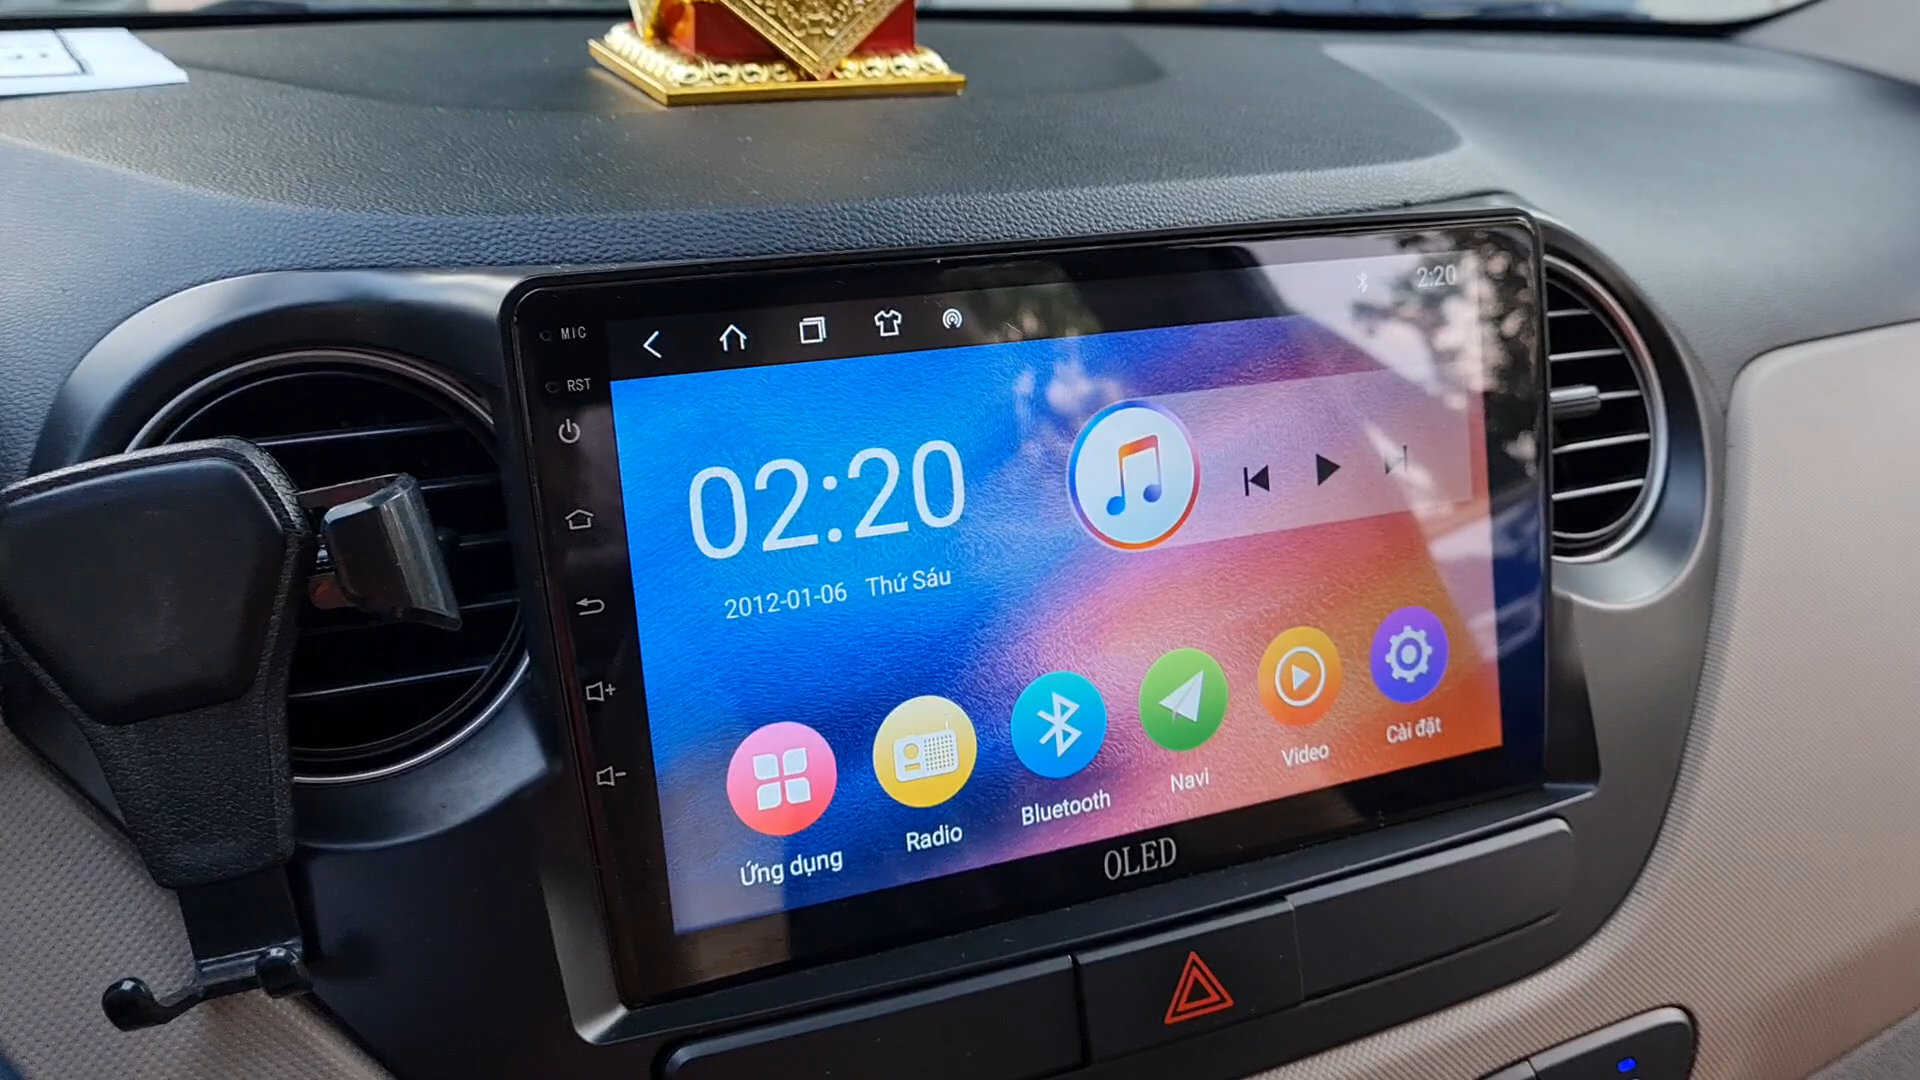 MIC
2:20
RST
02:20
2012-01-06 Thứ Sáu
Ứng dụng
Radio
Bluetooth
Navi
Video
Cài đặt
OLED